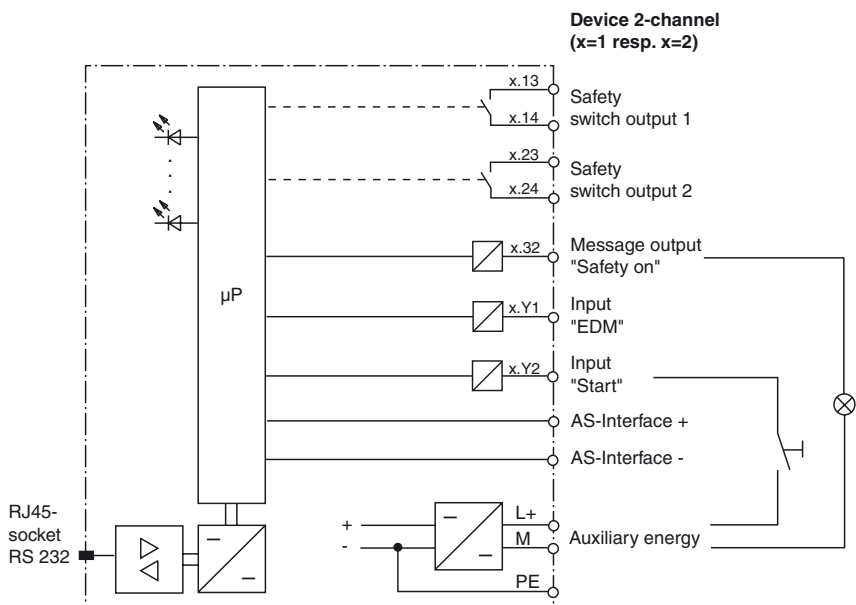 Device 2-channel
(x=1 resp. x=2)
x.13
Safety
switch output 1
x.14
x.23
Safety
switch output 2
x.24
x.32
Message output
"Safety on"
µP
x.Y1
Input
"EDM"
x.Y2
Input
"Start"
AS-Interface +
AS-Interface -
RJ45-
socket
RS 232
+
-
L+
M
Auxiliary energy
PE